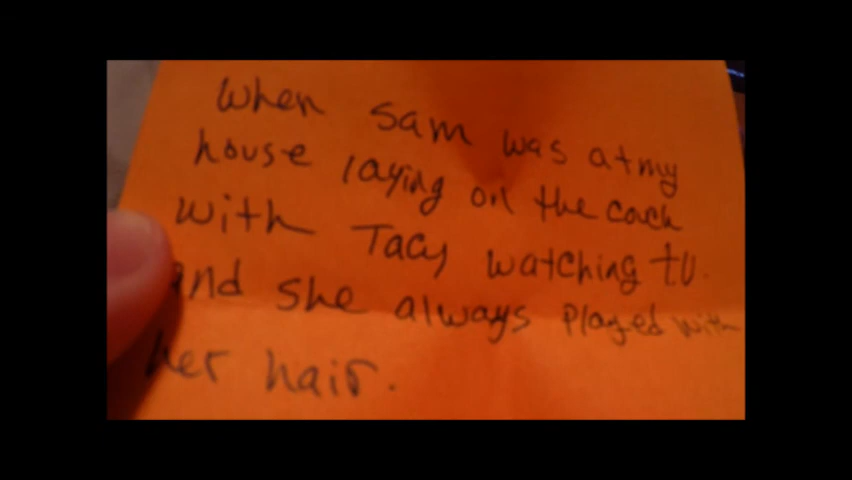 When Sam was at my
house laying on the coch
with Tacy watching tv.
and she always played with
her hair.